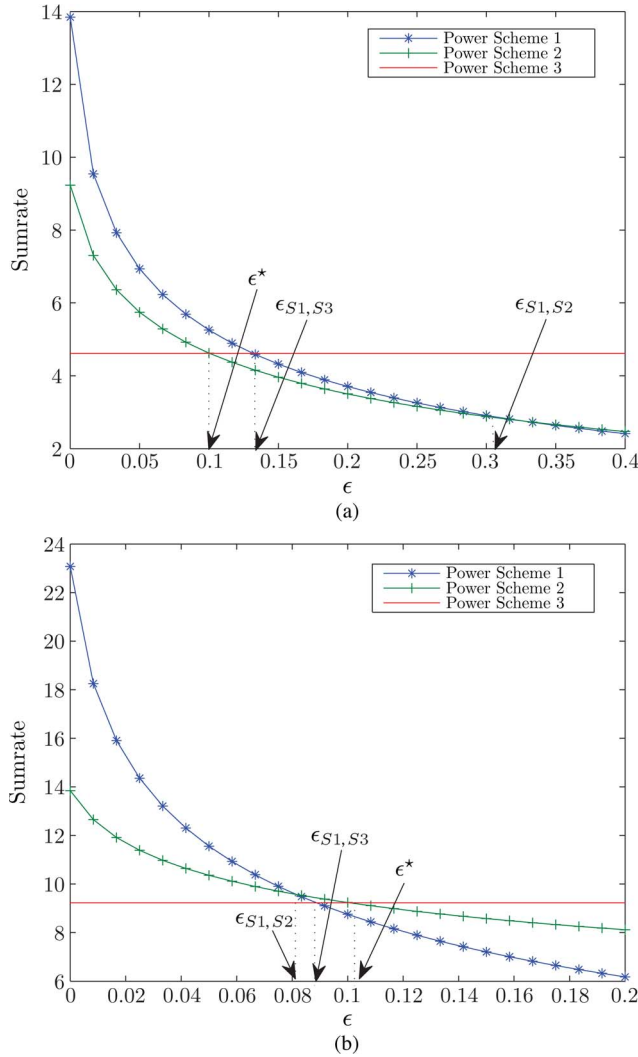 14
12
10
8
6
4
2
Sumrate
Power Scheme 1
Power Scheme 2
Power Scheme 3
ϵ⋆
ϵS1,S3
ϵS1,S2
0 0.05 0.1 0.15 0.2 0.25 0.3 0.35 0.4
ϵ
(a)
24
22
20
18
16
14
12
10
8
6
Sumrate
Power Scheme 1
Power Scheme 2
Power Scheme 3
ϵS1,S3
ϵ⋆
ϵS1,S2
0 0.02 0.04 0.06 0.08 0.1 0.12 0.14 0.16 0.18 0.2
ϵ
(b)